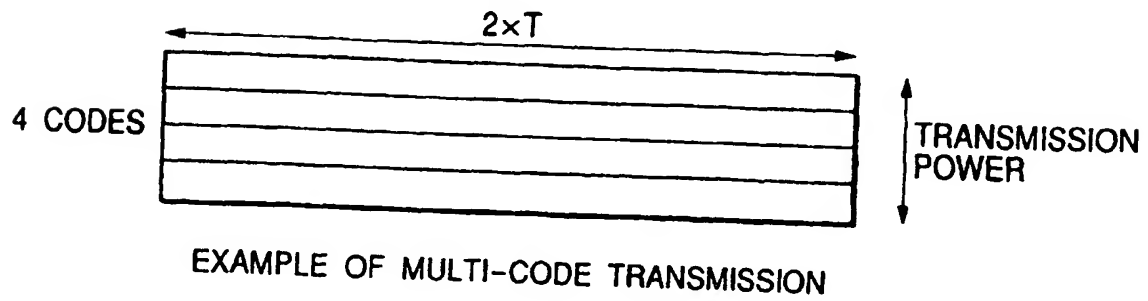 2×T
4 CODES
TRANSMISSION
POWER
EXAMPLE OF MULTI-CODE TRANSMISSION